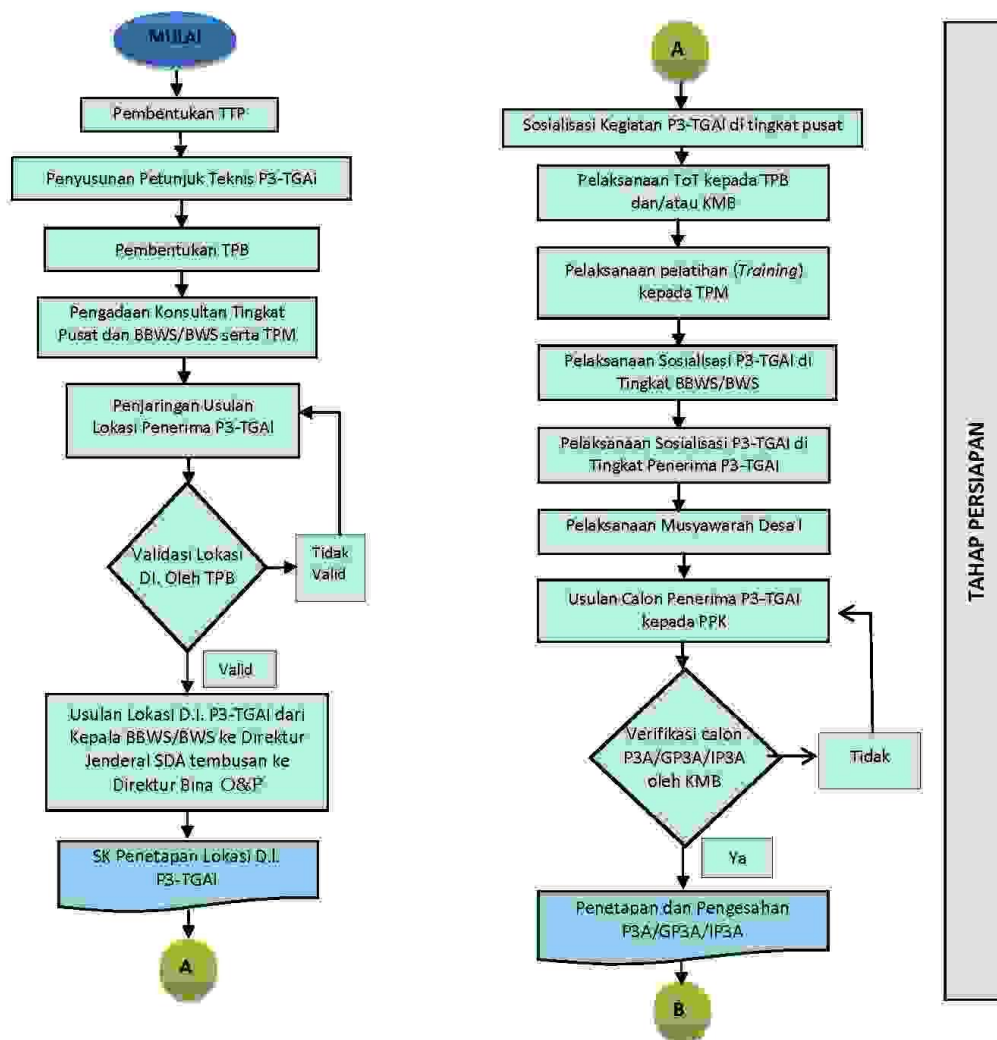 MULAI
Pembentukan TTP
Penyusunan Petunjuk Teknis P3-TGAI
Pembentukan TPB
Pengadaan Konsultan Tingkat
Pusat dan BBWS/BWS serta TPM
Penjaringan Usulan
Lokasi Penerima P3-TGAI
Validasi Lokasi
D.I. Oleh TPB
Tidak
Valid
Valid
Usulan Lokasi D.I. P3-TGAI dari
Kepala BBWS/BWS ke Direktur
Jenderal SDA tembusan ke
Direktur Bina O&P
SK Penetapan Lokasi D.I.
P3-TGAI
A
A
Sosialisasi Kegiatan P3-TGAI di tingkat pusat
Pelaksanaan ToT kepada TPB
dan/atau KMB
Pelaksanaan pelatihan (Training)
kepada TPM
Pelaksanaan Sosialisasi P3-TGAI di
Tingkat BBWS/BWS
Pelaksanaan Sosialisasi P3-TGAI di
Tingkat Penerima P3-TGAI
Pelaksanaan Musyawarah Desa I
Usulan Calon Penerima P3-TGAI
kepada PPK
Verifikasi calon
P3A/GP3A/IP3A
oleh KMB
Tidak
Ya
Penetapan dan Pengesahan
P3A/GP3A/IP3A
B
TAHAP PERSIAPAN